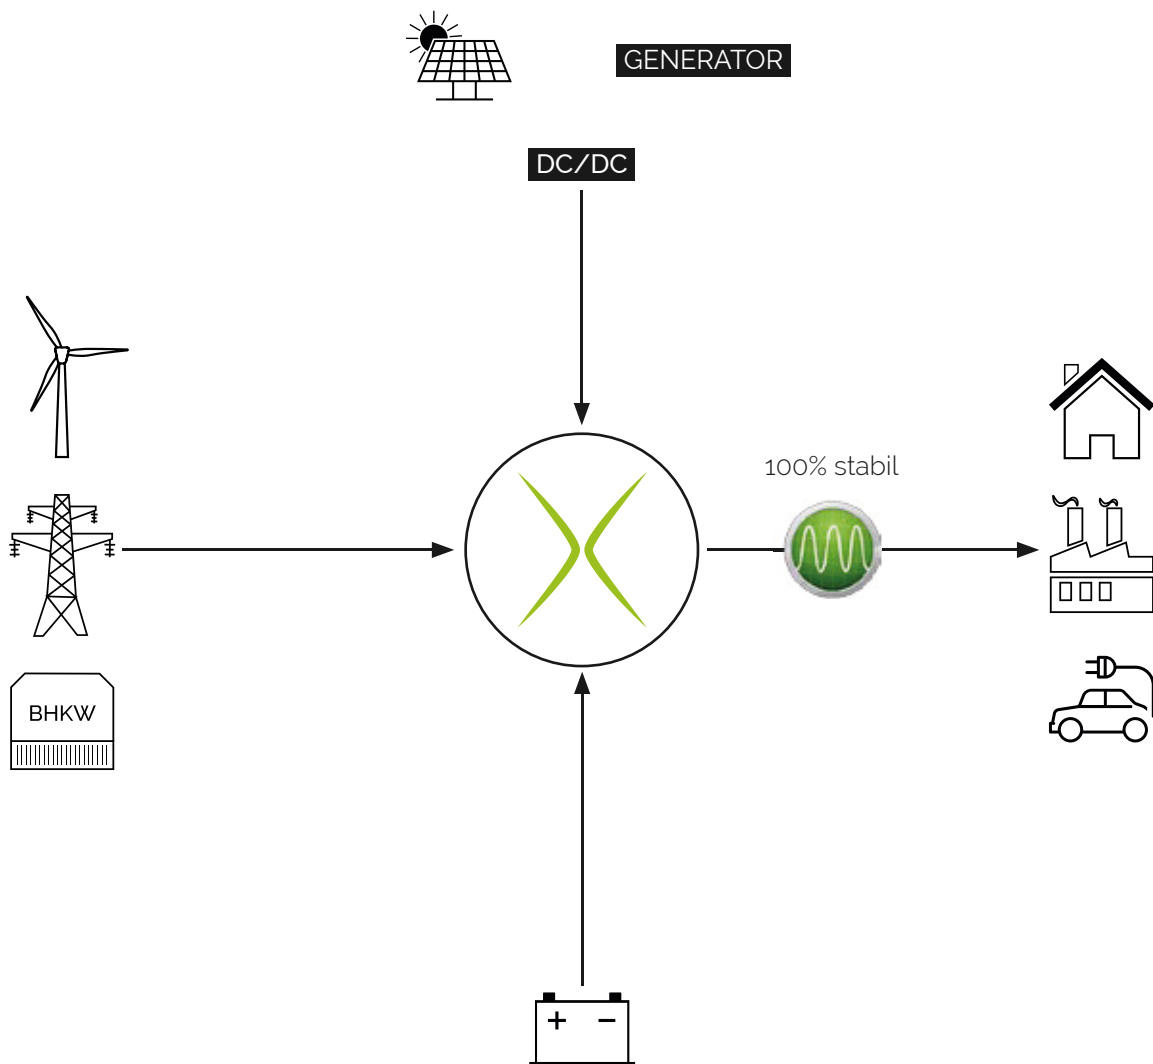 GENERATOR
DC/DC
100% stabil
BHKW
+ −